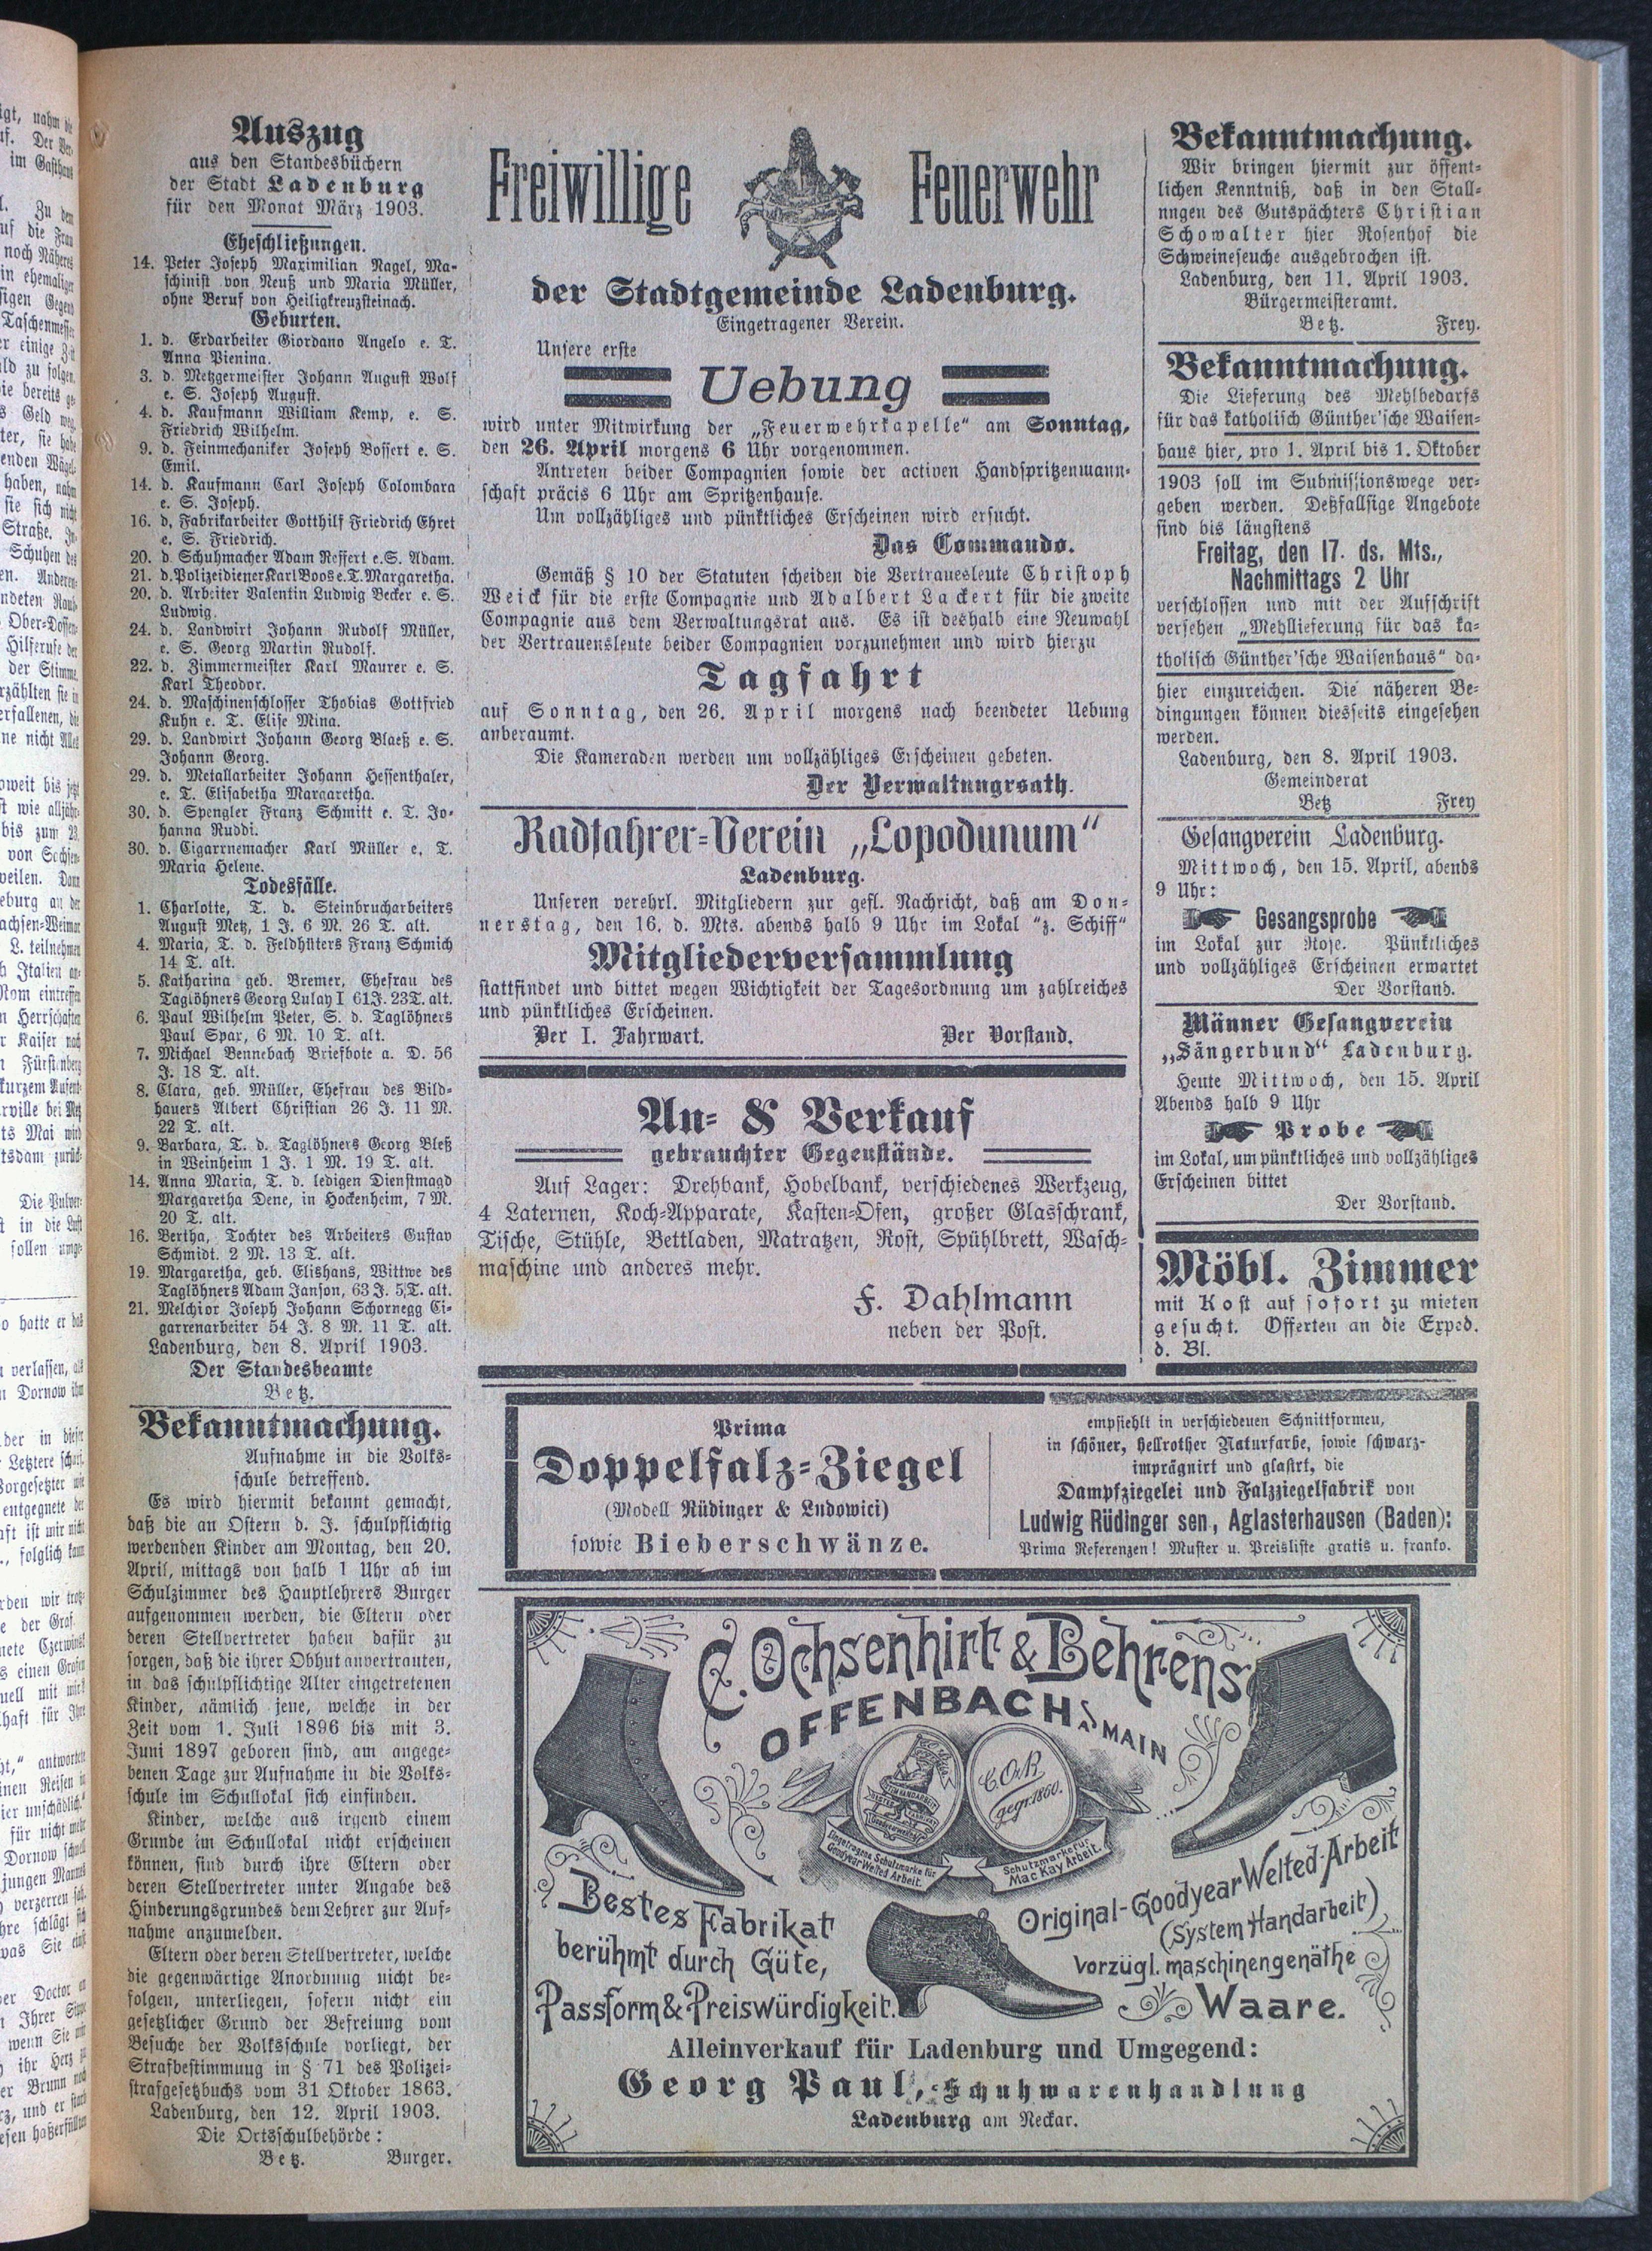 Auszug
aus den Standesbüchern
der Stadt Ladenburg
für den Monat März 1903.
Eheschließungen.
14. Peter Joseph Maximilian Nagel, Ma-
schinist von Neuß und Maria Müller,
ohne Beruf von Heiligkreuzsteinach.
Geburten.
1. d. Erdarbeiter Giordano Angelo e. T.
Anna Pienina.
3. d. Metzgermeister Johann August Wolf
e. S. Joseph August.
4. d. Kaufmann William Kemp, e. S.
Friedrich Wilhelm.
9. d. Feinmechaniker Joseph Bossert e. S.
Emil.
14. d. Kaufmann Carl Joseph Colombara
e. S. Joseph.
16. d, Fabrikarbeiter Gotthilf Friedrich Ehret
e. S. Friedrich.
20. d. Schuhmacher Adam Neffert e.S. Adam.
21. d.Polizeidiener Karl Boos e.T. Margaretha.
20. d. Arbeiter Valentin Ludwig Becker e. S.
Ludwig.
24. d. Landwirt Johann Rudolf Müller,
e. S. Georg Martin Rudolf.
22. d. Zimmermeister Karl Maurer e. S.
Karl Theodor.
24. d. Maschinenschlosser Thobias Gottfried
Kuhn e. T. Elise Mina.
29. d. Landwirt Johann Georg Blaeß e. S.
Johann Georg.
29. d. Metallarbeiter Johann Hessenthaler,
e. T. Elisabetha Margaretha.
30. d. Spengler Franz Schmitt e. T. Jo-
hanna Ruddi.
30. d. Cigarrnemacher Karl Müller e. T.
Maria Helene.
Todesfälle.
1. Charlotte, T. d. Steinbrucharbeiters
August Metz, 1 J. 6 M. 26 T. alt.
4. Maria, T. d. Feldhüters Franz Schmich
14 T. alt.
5. Katharina geb. Bremer, Ehefrau des
Taglöhners Georg Lulay I 61 J. 23 T. alt.
6. Paul Wilhelm Peter, S. d. Taglöhners
Paul Spar, 6 M. 10 T. alt.
7. Michael Bennebach Briefbote a. D. 56
J. 18 T. alt.
8. Clara, geb. Müller, Ehefrau des Bild-
hauers Albert Christian 26 J. 11 M.
22 T. alt.
9. Barbara, T. d. Taglöhners Georg Bleß
in Weinheim 1 J. 1 M. 19 T. alt.
14. Anna Maria, T. d. ledigen Dienstmagd
Margaretha Dene, in Hockenheim, 7 M.
20 T. alt.
16. Bertha, Tochter des Arbeiters Gustav
Schmidt. 2 M. 13 T. alt.
19. Margaretha, geb. Elishans, Wittwe des
Taglöhners Adam Janson, 63 J. 5 T. alt.
21. Melchior Joseph Johann Schornegg Ci-
garrenarbeiter 54 J. 8 M. 11 T. alt.
Ladenburg, den 8. April 1903.
Der Standesbeamte
Betz.
Bekanntmachung.
Aufnahme in die Volks-
schule betreffend.
Es wird hiermit bekannt gemacht,
daß die an Ostern d. J. schulpflichtig
werdenden Kinder am Montag, den 20.
April, mittags von halb 1 Uhr ab im
Schulzimmer des Hauptlehrers Burger
aufgenommen werden, die Eltern oder
deren Stellvertreter haben dafür zu
sorgen, daß die ihrer Obhut anvertrauten,
in das schulpflichtige Alter eingetretenen
Kinder, nämlich jene, welche in der
Zeit vom 1. Juli 1896 bis mit 3.
Juni 1897 geboren sind, am angege-
benen Tage zur Aufnahme in die Volks-
schule im Schullokal sich einfinden.
Kinder, welche aus irgend einem
Grunde im Schullokal nicht erscheinen
können, sind durch ihre Eltern oder
deren Stellvertreter unter Angabe des
Hinderungsgrundes dem Lehrer zur Auf-
nahme anzumelden.
Eltern oder deren Stellvertreter, welche
die gegenwärtige Anordnung nicht be-
folgen, unterliegen, sofern nicht ein
gesetzlicher Grund der Befreiung vom
Besuche der Volksschule vorliegt, der
Strafbestimmung in § 71 des Polizei-
strafgesetzbuchs vom 31 Oktober 1863.
Ladenburg, den 12. April 1903.
Die Ortsschulbehörde:
Betz. Burger.
Freiwillige Feuerwehr
der Stadtgemeinde Ladenburg.
Eingetragener Verein.
Unsere erste
Uebung
wird unter Mitwirkung der „Feuerwehrkapelle“ am Sonntag,
den 26. April morgens 6 Uhr vorgenommen.
Antreten beider Compagnien sowie der activen Handspritzenmann-
schaft präcis 6 Uhr am Spritzenhause.
Um vollzähliges und pünktliches Erscheinen wird ersucht.
Das Commando.
Gemäß § 10 der Statuten scheiden die Vertrauesleute Christoph
Weick für die erste Compagnie und Adalbert Lackert für die zweite
Compagnie aus dem Verwaltungsrat aus. Es ist deshalb eine Neuwahl
der Vertrauensleute beider Compagnien vorzunehmen und wird hierzu
Tagfahrt
auf Sonntag, den 26. April morgens nach beendeter Uebung
anberaumt.
Die Kameraden werden um vollzähliges Erscheinen gebeten.
Der Verwaltungrsath.
Radfahrer-Verein „Lopodunum“
Ladenburg.
Unseren verehrl. Mitgliedern zur gefl. Nachricht, daß am Don-
nerstag, den 16. d. Mts. abends halb 9 Uhr im Lokal "z. Schiff"
Mitgliederversammlung
stattfindet und bittet wegen Wichtigkeit der Tagesordnung um zahlreiches
und pünktliches Erscheinen.
Der I. Fahrwart. Der Vorstand.
An- & Verkauf
gebrauchter Gegenstände.
Auf Lager: Drehbank, Hobelbank, verschiedenes Werkzeug,
4 Laternen, Koch-Apparate, Kasten-Ofen, großer Glasschrank,
Tische, Stühle, Bettladen, Matratzen, Rost, Spühlbrett, Wasch-
maschine und anderes mehr.
F. Dahlmann
neben der Post.
Bekanntmachung.
Wir bringen hiermit zur öffent-
lichen Kenntniß, daß in den Stall-
nngen des Gutspächters Christian
Schowalter hier Rosenhof die
Schweineseuche ausgebrochen ist.
Ladenburg, den 11. April 1903.
Bürgermeisteramt.
Betz. Frey.
Bekanntmachung.
Die Lieferung des Mehlbedarfs
für das katholisch Günther'sche Waisen-
haus hier, pro 1. April bis 1. Oktober
1903 soll im Submissionswege ver-
geben werden. Deßfallsige Angebote
sind bis längstens
Freitag, den 17. ds. Mts.,
Nachmittags 2 Uhr
verschlossen und mit der Aufschrift
versehen „Mehllieferung für das ka-
tholisch Günther'sche Waisenhaus“ da-
hier einzureichen. Die näheren Be-
dingungen können diesseits eingesehen
werden.
Ladenburg, den 8. April 1903.
Gemeinderat
Betz Frey
Gesangverein Ladenburg.
Mittwoch, den 15. April, abends
9 Uhr:
Gesangsprobe
im Lokal zur Rose. Pünktliches
und vollzähliges Erscheinen erwartet
Der Vorstand.
Männer Gesangverein
„Sängerbund“ Ladenburg.
Heute Mittwoch, den 15. April
Abends halb 9 Uhr
Probe
im Lokal, um pünktliches und vollzähliges
Erscheinen bittet
Der Vorstand.
Möbl. Zimmer
mit Kost auf sofort zu mieten
gesucht. Offerten an die Exped.
d. Bl.
Prima
Doppelfalz-Ziegel
(Modell Rüdinger & Ludowici)
sowie Bieberschwänze.
empfiehlt in verschiedenen Schnittformen,
in schöner, hellrother Naturfarbe, sowie schwarz-
imprägnirt und glasirt, die
Dampfziegelei und Falzziegelfabrik von
Ludwig Rüdinger sen, Aglasterhausen (Baden):
Prima Referenzen! Muster u. Preisliste gratis u. franko.
C. Ochsenhirt & Behrens
OFFENBACH A. MAIN
C. O. & B.
gegr. 1860.
Eingetragene Schutzmarke für
Goodyear Welted Arbeit.
Schutzmarke für
Mac Kay Arbeit.
Bestes Fabrikat
berühmt durch Güte,
Passform & Preiswürdigkeit.
Original-Goodyear Welted-Arbeit
(System Handarbeit)
vorzügl. maschinengenäthe
Waare.
Alleinverkauf für Ladenburg und Umgegend:
Georg Paul, Schuhwarenhandlung
Ladenburg am Neckar.